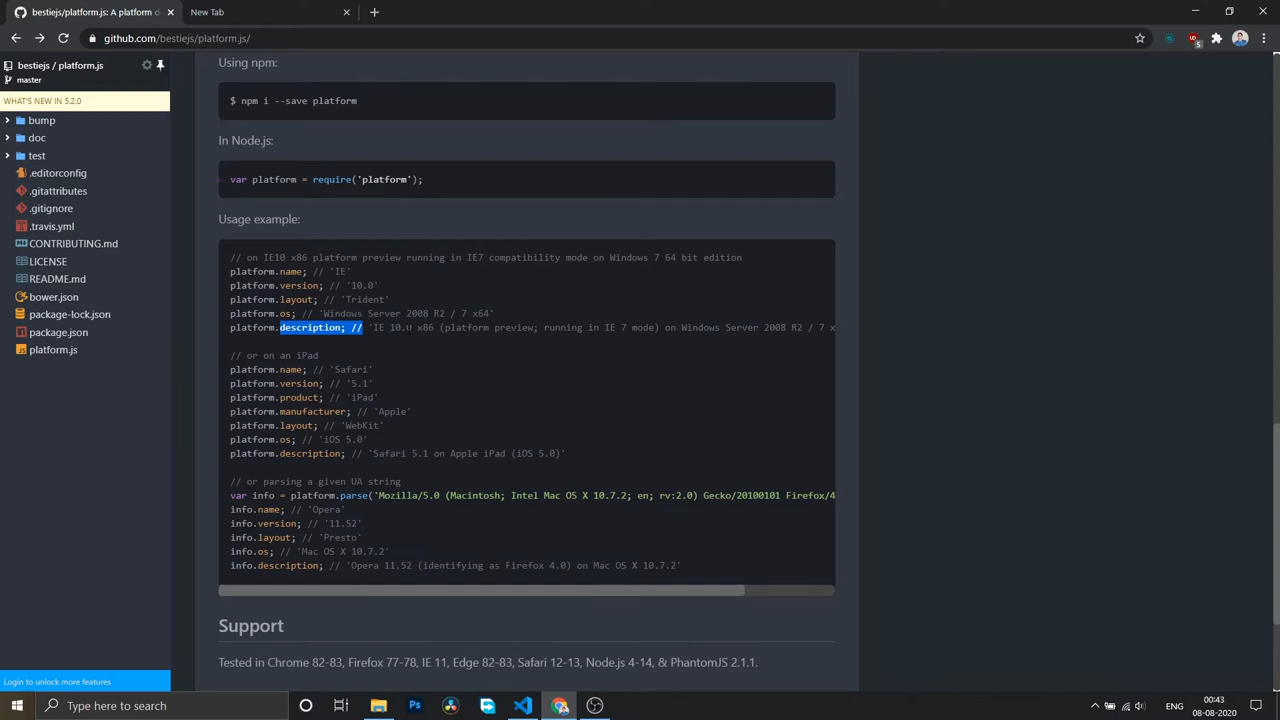 bestiejs/platform.js: A platform d
New Tab
github.com/bestiejs/platform.js/
5
bestiejs / platform.js
master
WHAT'S NEW IN 5.2.0
bump
doc
test
.editorconfig
.gitattributes
.gitignore
.travis.yml
CONTRIBUTING.md
LICENSE
README.md
bower.json
package-lock.json
package.json
platform.js
Login to unlock more features
Using npm:
$ npm i --save platform
In Node.js:
var platform = require('platform');
Usage example:
// on IE10 x86 platform preview running in IE7 compatibility mode on Windows 7 64 bit edition
platform.name; // 'IE'
platform.version; // '10.0'
platform.layout; // 'Trident'
platform.os; // 'Windows Server 2008 R2 / 7 x64'
platform.description; // 'IE 10.0 x86 (platform preview; running in IE 7 mode) on Windows Server 2008 R2 / 7 x
// or on an iPad
platform.name; // 'Safari'
platform.version; // '5.1'
platform.product; // 'iPad'
platform.manufacturer; // 'Apple'
platform.layout; // 'WebKit'
platform.os; // 'iOS 5.0'
platform.description; // 'Safari 5.1 on Apple iPad (iOS 5.0)'
// or parsing a given UA string
var info = platform.parse('Mozilla/5.0 (Macintosh; Intel Mac OS X 10.7.2; en; rv:2.0) Gecko/20100101 Firefox/4
info.name; // 'Opera'
info.version; // '11.52'
info.layout; // 'Presto'
info.os; // 'Mac OS X 10.7.2'
info.description; // 'Opera 11.52 (identifying as Firefox 4.0) on Mac OS X 10.7.2'
Support
Tested in Chrome 82-83, Firefox 77-78, IE 11, Edge 82-83, Safari 12-13, Node.js 4-14, & PhantomJS 2.1.1.
Type here to search
Ps
ENG
00:43
08-08-2020